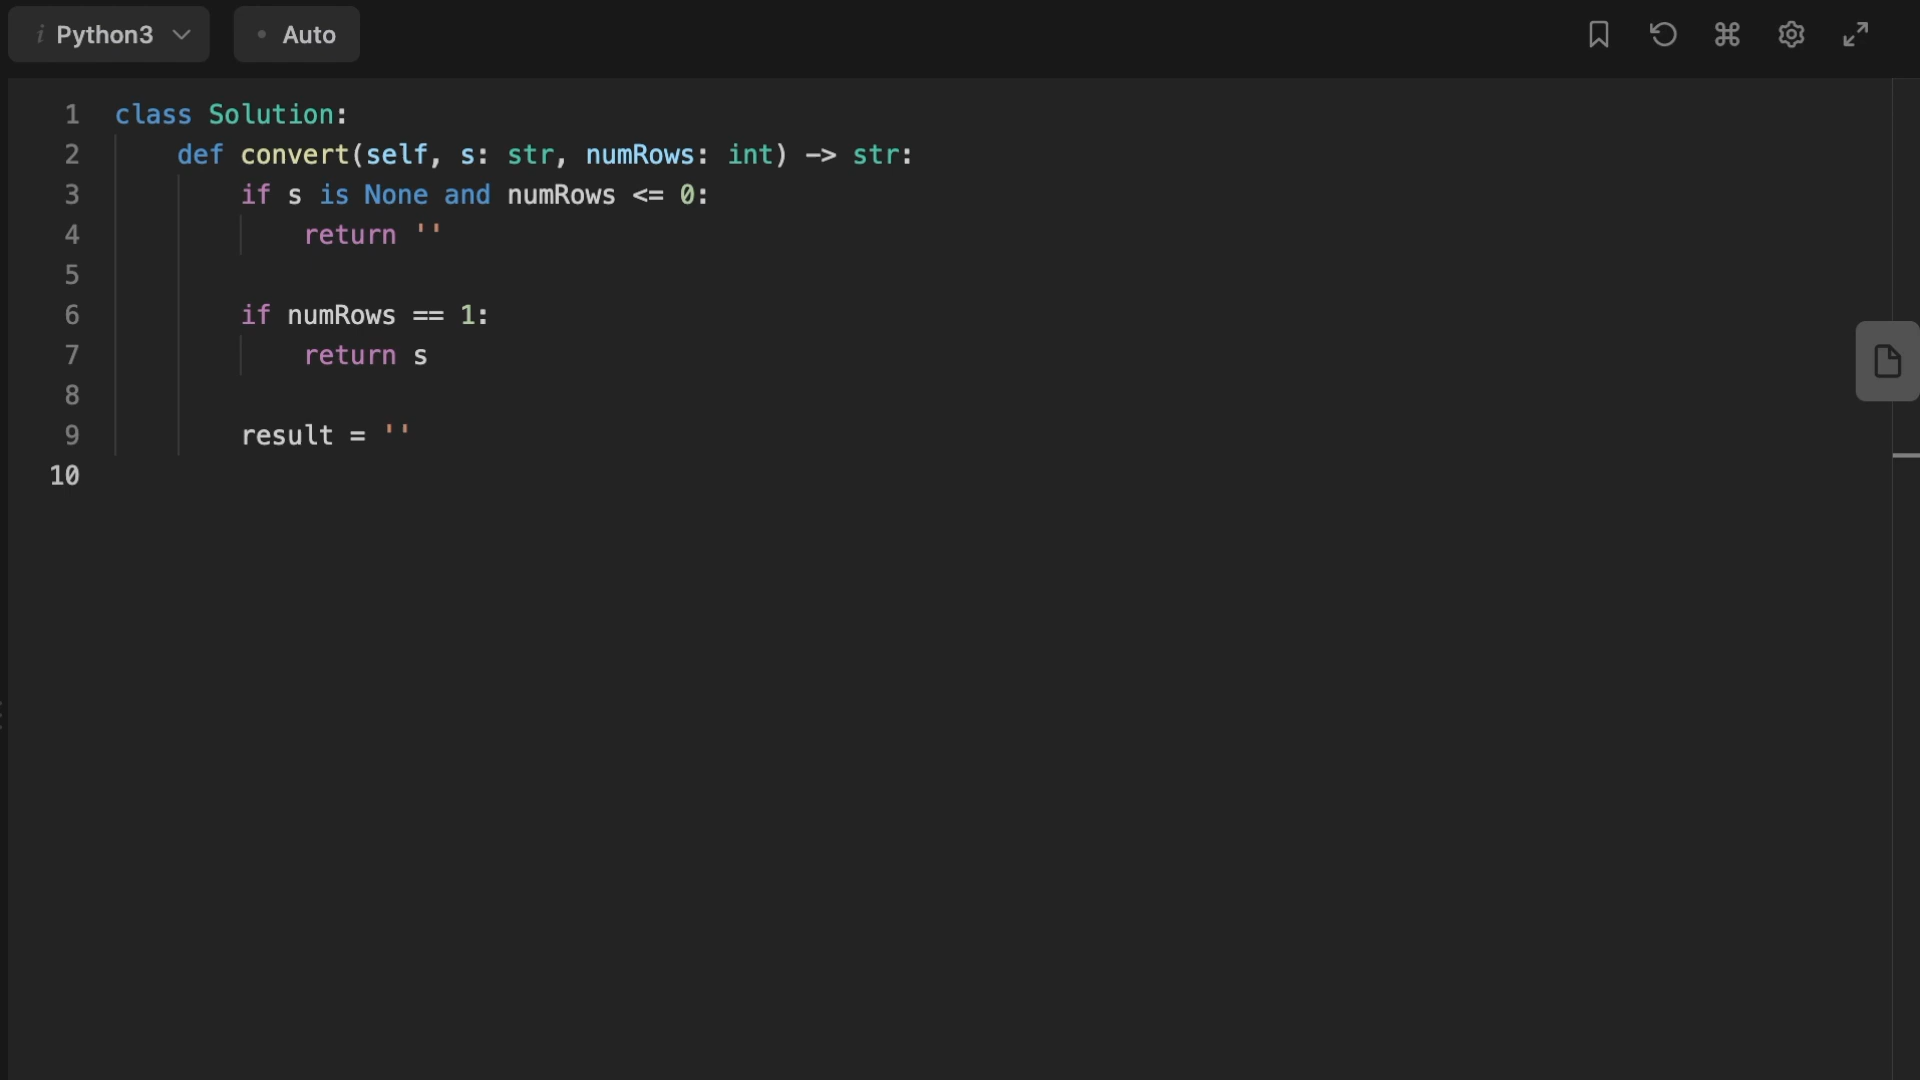 i Python3
Auto
1 class Solution:
2     def convert(self, s: str, numRows: int) -> str:
3         if s is None and numRows <= 0:
4             return ''
5
6         if numRows == 1:
7             return s
8
9         result = ''
10